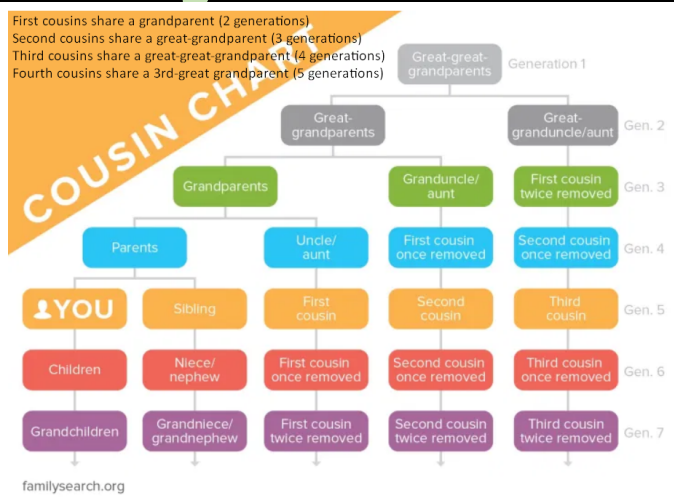 First cousins share a grandparent (2 generations)
Second cousins share a great-grandparent (3 generations)
Third cousins share a great-great-grandparent (4 generations)
Fourth cousins share a 3rd-great grandparent (5 generations)
COUSIN CHART
Great-great-
grandparents
Generation 1
Great-
grandparents
Great-
granduncle/aunt
Gen. 2
Grandparents
Granduncle/
aunt
First cousin
twice removed
Gen. 3
Parents
Uncle/
aunt
First cousin
once removed
Second cousin
once removed
Gen. 4
YOU
Sibling
First
cousin
Second
cousin
Third
cousin
Gen. 5
Children
Niece/
nephew
First cousin
once removed
Second cousin
once removed
Third cousin
once removed
Gen. 6
Grandchildren
Grandniece/
grandnephew
First cousin
twice removed
Second cousin
twice removed
Third cousin
twice removed
Gen. 7
familysearch.org